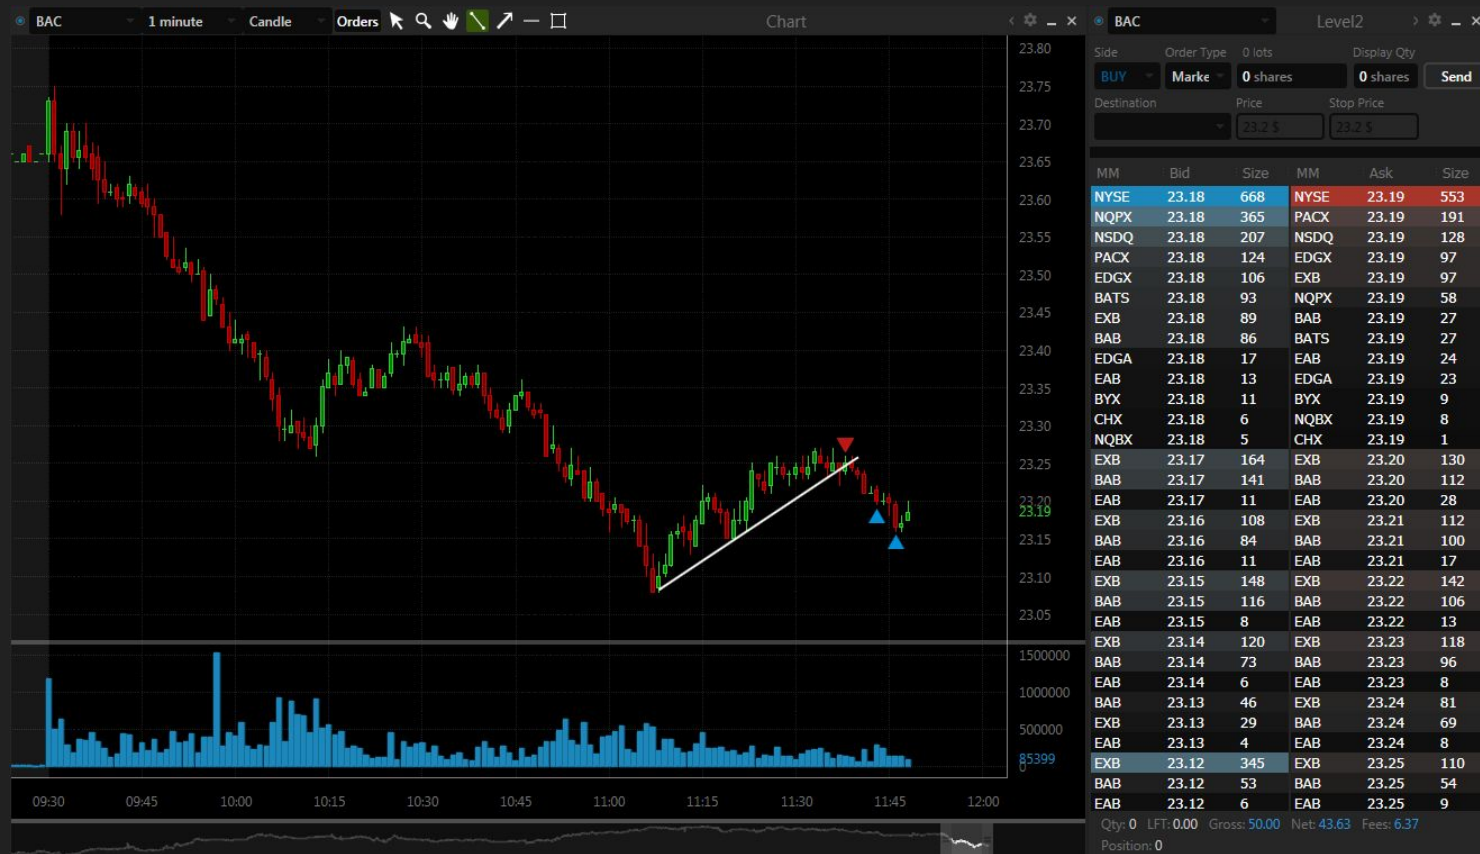 BAC 1 minute Candle Orders Chart
23.80
23.75
23.70
23.65
23.60
23.55
23.50
23.45
23.40
23.35
23.30
23.25
23.20
23.19
23.15
23.10
23.05
1500000
1000000
500000
85399
0
09:30 09:45 10:00 10:15 10:30 10:45 11:00 11:15 11:30 11:45 12:00
BAC Level2
Side Order Type 0 lots Display Qty
BUY Marke 0 shares 0 shares Send
Destination Price Stop Price
23.2 $ 23.2 $
MM Bid Size MM Ask Size
NYSE 23.18 668 NYSE 23.19 553
NQPX 23.18 365 PACX 23.19 191
NSDQ 23.18 207 NSDQ 23.19 128
PACX 23.18 124 EDGX 23.19 97
EDGX 23.18 106 EXB 23.19 97
BATS 23.18 93 NQPX 23.19 58
EXB 23.18 89 BAB 23.19 27
BAB 23.18 86 BATS 23.19 27
EDGA 23.18 17 EAB 23.19 24
EAB 23.18 13 EDGA 23.19 23
BYX 23.18 11 BYX 23.19 9
CHX 23.18 6 NQBX 23.19 8
NQBX 23.18 5 CHX 23.19 1
EXB 23.17 164 EXB 23.20 130
BAB 23.17 141 BAB 23.20 112
EAB 23.17 11 EAB 23.20 28
EXB 23.16 108 EXB 23.21 112
BAB 23.16 84 BAB 23.21 100
EAB 23.16 11 EAB 23.21 17
EXB 23.15 148 EXB 23.22 142
BAB 23.15 116 BAB 23.22 106
EAB 23.15 8 EAB 23.22 13
EXB 23.14 120 EXB 23.23 118
BAB 23.14 73 BAB 23.23 96
EAB 23.14 6 EAB 23.23 8
BAB 23.13 46 EXB 23.24 81
EXB 23.13 29 BAB 23.24 69
EAB 23.13 4 EAB 23.24 8
EXB 23.12 345 EXB 23.25 110
BAB 23.12 53 BAB 23.25 54
EAB 23.12 6 EAB 23.25 9
Qty: 0 LFT: 0.00 Gross: 50.00 Net: 43.63 Fees: 6.37
Position: 0